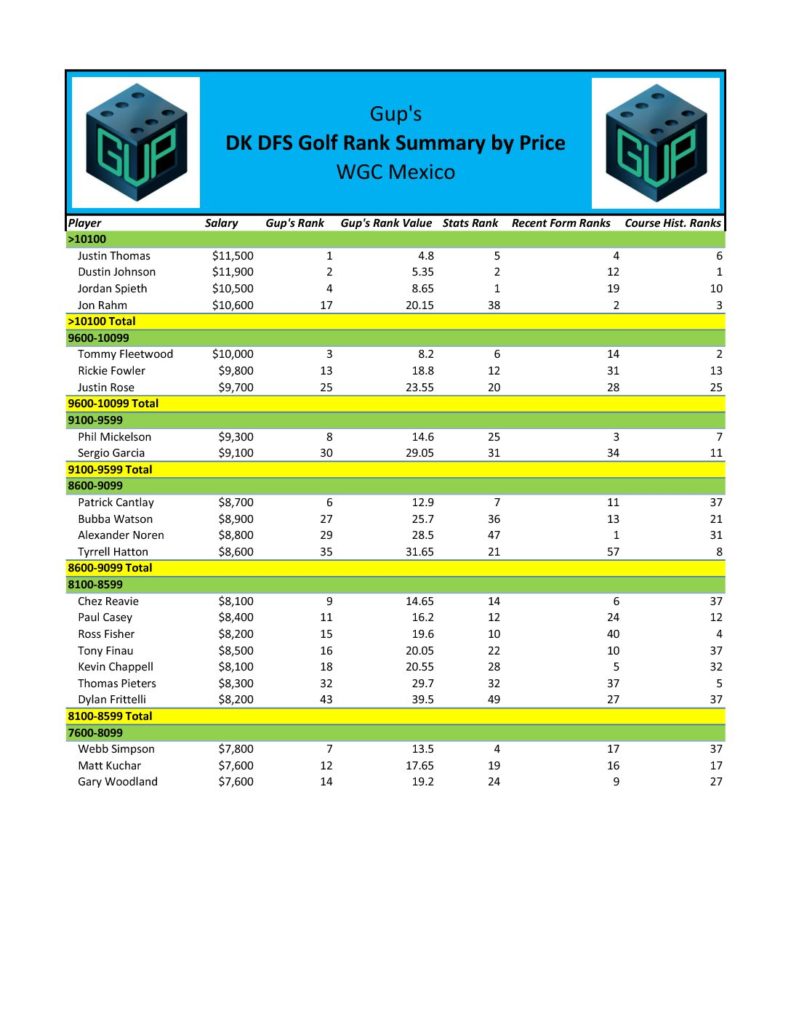 GUP
Gup's
DK DFS Golf Rank Summary by Price
WGC Mexico
GUP
Player Salary Gup's Rank Gup's Rank Value Stats Rank Recent Form Ranks Course Hist. Ranks
>10100
Justin Thomas $11,500 1 4.8 5 4 6
Dustin Johnson $11,900 2 5.35 2 12 1
Jordan Spieth $10,500 4 8.65 1 19 10
Jon Rahm $10,600 17 20.15 38 2 3
>10100 Total
9600-10099
Tommy Fleetwood $10,000 3 8.2 6 14 2
Rickie Fowler $9,800 13 18.8 12 31 13
Justin Rose $9,700 25 23.55 20 28 25
9600-10099 Total
9100-9599
Phil Mickelson $9,300 8 14.6 25 3 7
Sergio Garcia $9,100 30 29.05 31 34 11
9100-9599 Total
8600-9099
Patrick Cantlay $8,700 6 12.9 7 11 37
Bubba Watson $8,900 27 25.7 36 13 21
Alexander Noren $8,800 29 28.5 47 1 31
Tyrrell Hatton $8,600 35 31.65 21 57 8
8600-9099 Total
8100-8599
Chez Reavie $8,100 9 14.65 14 6 37
Paul Casey $8,400 11 16.2 12 24 12
Ross Fisher $8,200 15 19.6 10 40 4
Tony Finau $8,500 16 20.05 22 10 37
Kevin Chappell $8,100 18 20.55 28 5 32
Thomas Pieters $8,300 32 29.7 32 37 5
Dylan Frittelli $8,200 43 39.5 49 27 37
8100-8599 Total
7600-8099
Webb Simpson $7,800 7 13.5 4 17 37
Matt Kuchar $7,600 12 17.65 19 16 17
Gary Woodland $7,600 14 19.2 24 9 27